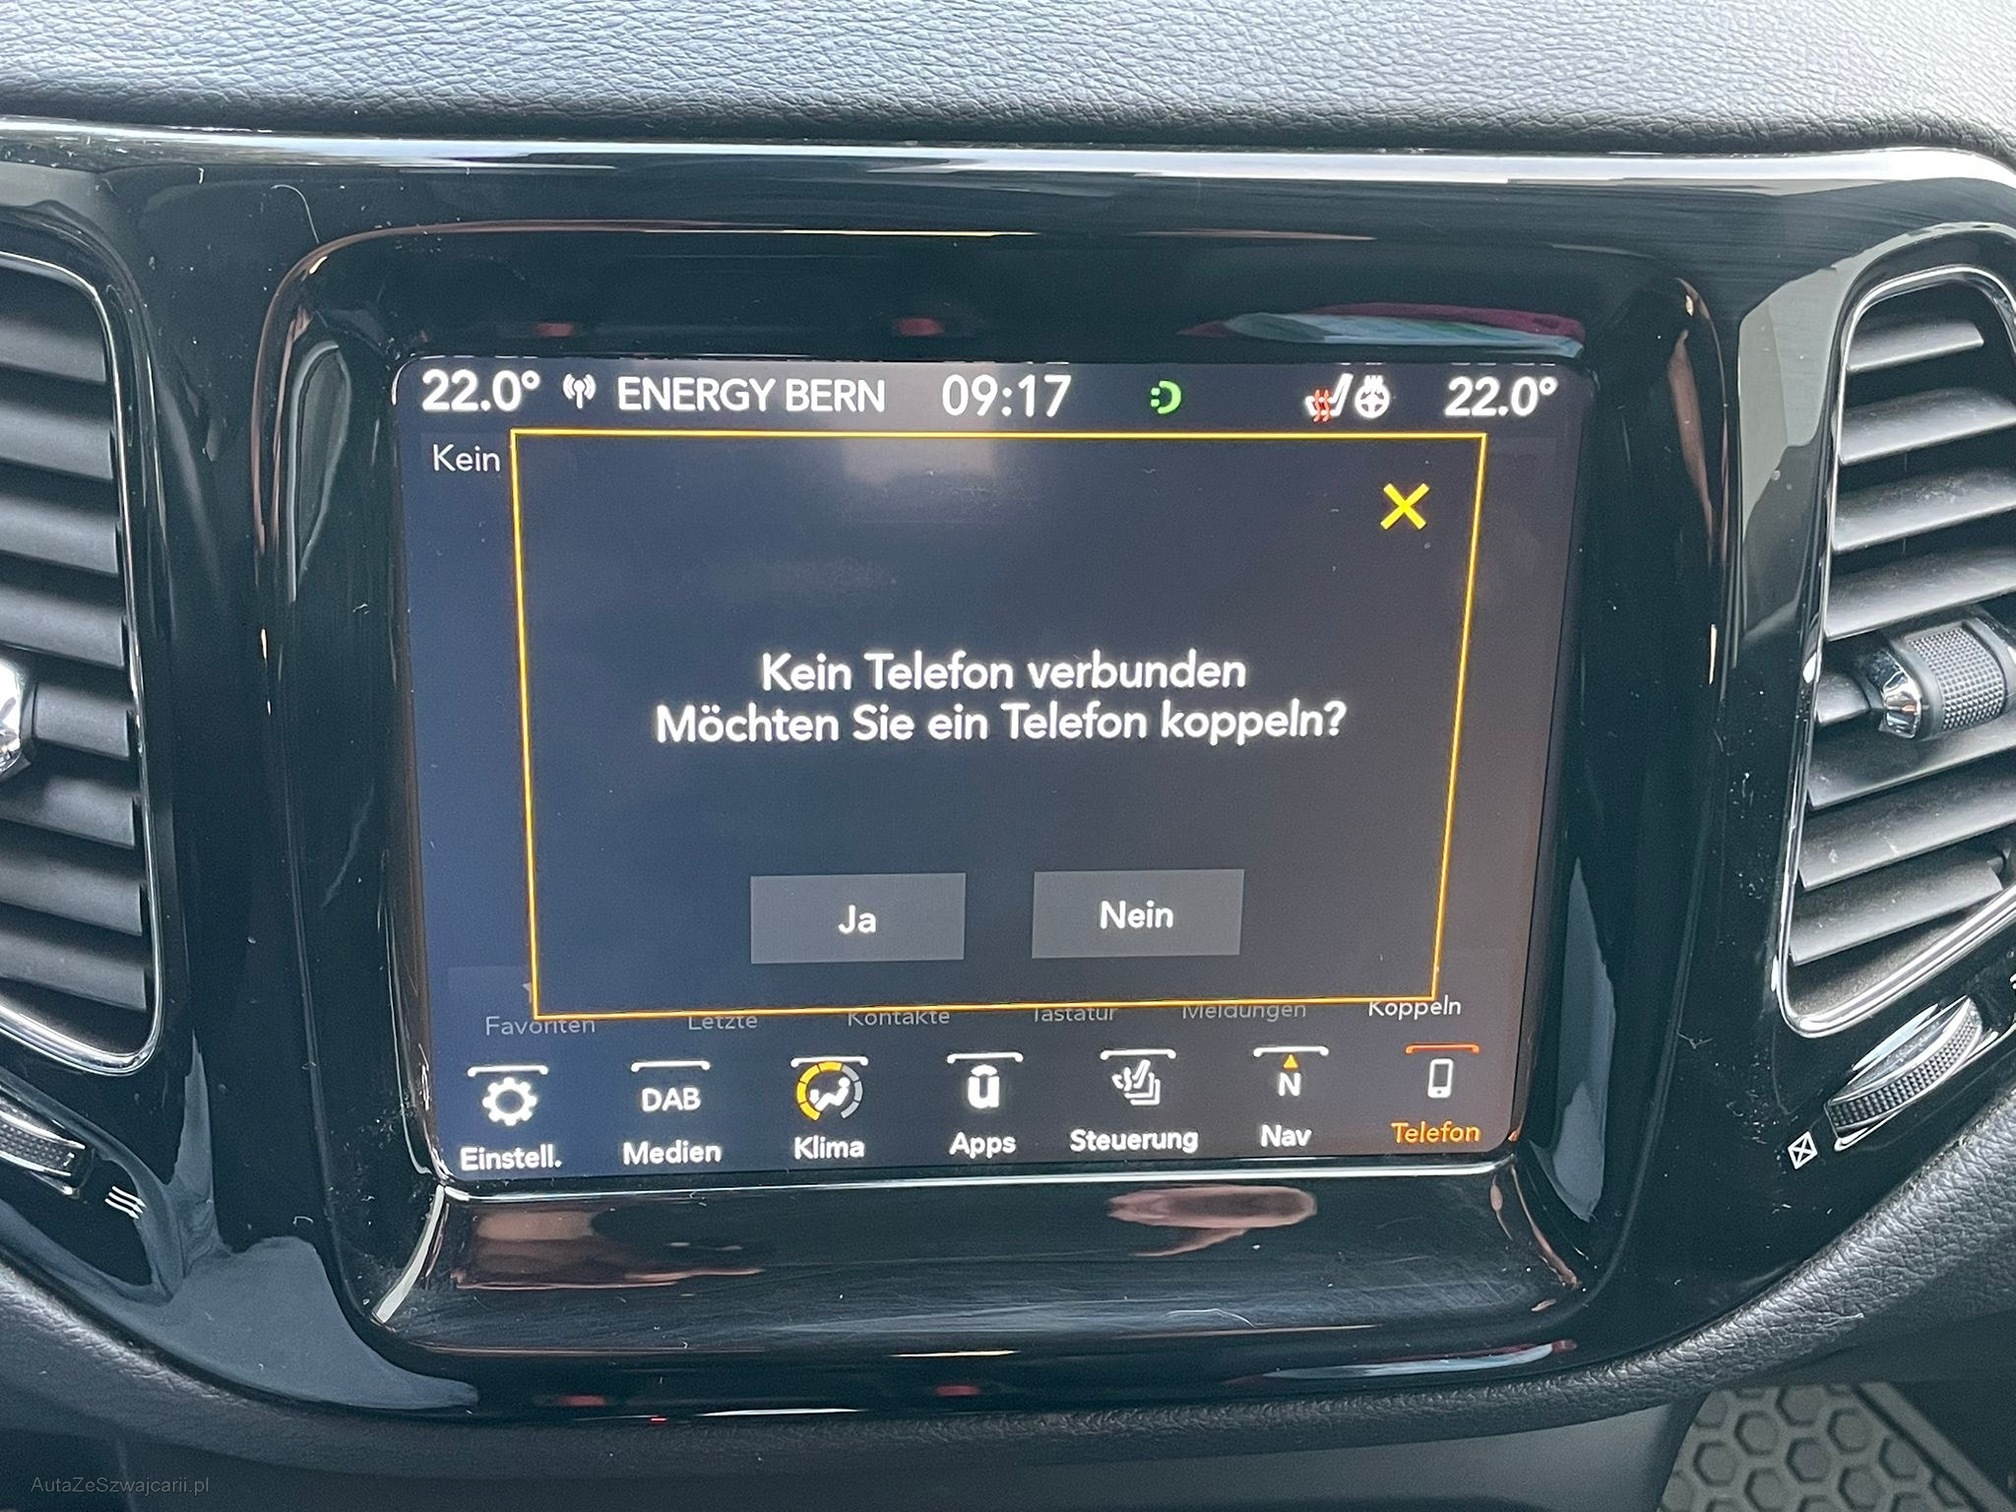 22.0° ENERGY BERN 09:17 22.0°
Kein
Kein Telefon verbunden
Möchten Sie ein Telefon koppeln?
Ja Nein
Favoriten Letzte Kontakte Tastatur Meldungen Koppeln
DAB N
Einstell. Medien Klima Apps Steuerung Nav Telefon
AutaZeSzwajcarii.pl